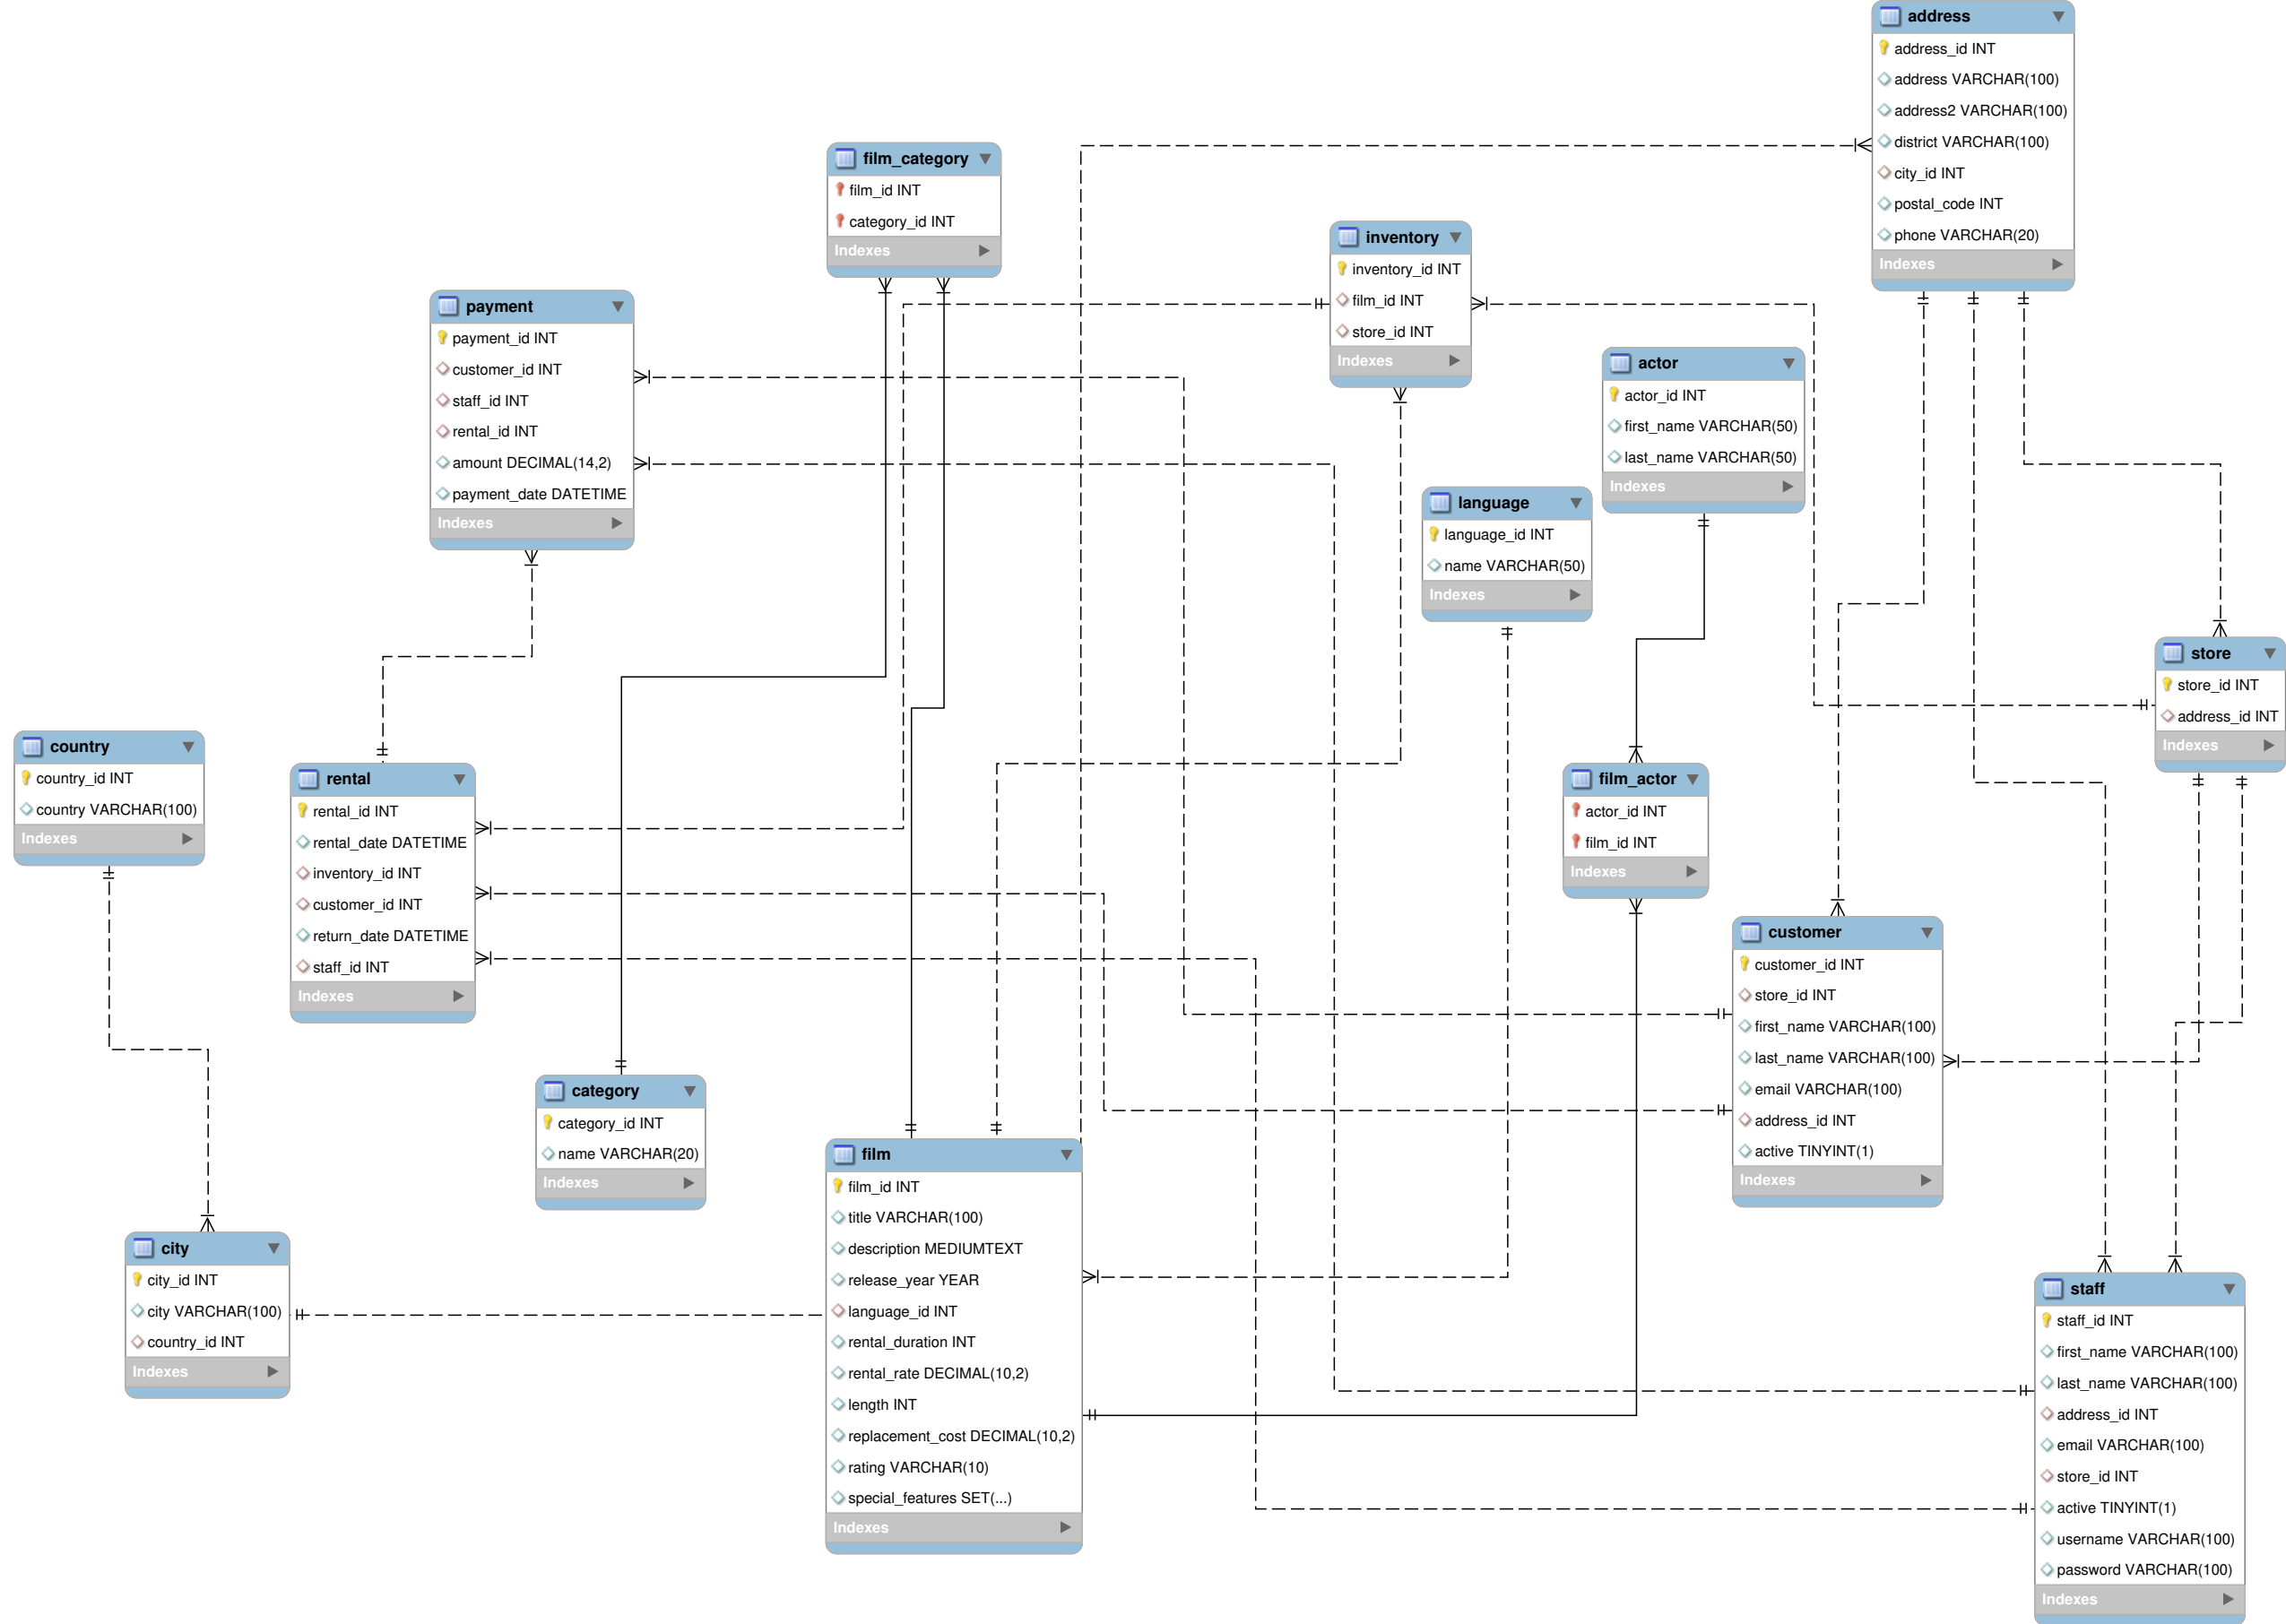 address
address_id INT
address VARCHAR(100)
address2 VARCHAR(100)
district VARCHAR(100)
city_id INT
postal_code INT
phone VARCHAR(20)
Indexes
film_category
film_id INT
category_id INT
Indexes
inventory
inventory_id INT
film_id INT
store_id INT
Indexes
payment
payment_id INT
customer_id INT
staff_id INT
rental_id INT
amount DECIMAL(14,2)
payment_date DATETIME
Indexes
actor
actor_id INT
first_name VARCHAR(50)
last_name VARCHAR(50)
Indexes
language
language_id INT
name VARCHAR(50)
Indexes
store
store_id INT
address_id INT
Indexes
country
country_id INT
country VARCHAR(100)
Indexes
rental
rental_id INT
rental_date DATETIME
inventory_id INT
customer_id INT
return_date DATETIME
staff_id INT
Indexes
film_actor
actor_id INT
film_id INT
Indexes
customer
customer_id INT
store_id INT
first_name VARCHAR(100)
last_name VARCHAR(100)
email VARCHAR(100)
address_id INT
active TINYINT(1)
Indexes
category
category_id INT
name VARCHAR(20)
Indexes
film
film_id INT
title VARCHAR(100)
description MEDIUMTEXT
release_year YEAR
language_id INT
rental_duration INT
rental_rate DECIMAL(10,2)
length INT
replacement_cost DECIMAL(10,2)
rating VARCHAR(10)
special_features SET(...)
Indexes
city
city_id INT
city VARCHAR(100)
country_id INT
Indexes
staff
staff_id INT
first_name VARCHAR(100)
last_name VARCHAR(100)
address_id INT
email VARCHAR(100)
store_id INT
active TINYINT(1)
username VARCHAR(100)
password VARCHAR(100)
Indexes